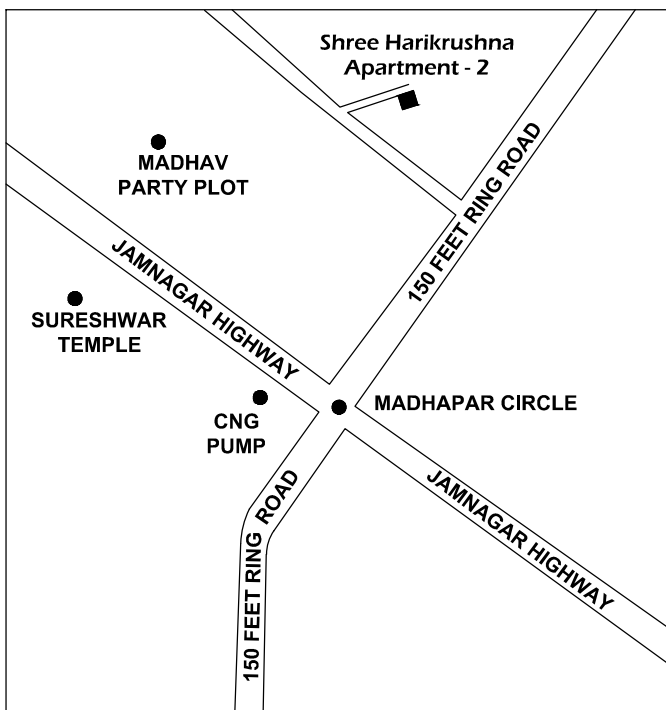 Shree Harikrushna
Apartment - 2
MADHAV
PARTY PLOT
150 FEET RING ROAD
JAMNAGAR HIGHWAY
SURESHWAR
TEMPLE
CNG
PUMP
MADHAPAR CIRCLE
JAMNAGAR HIGHWAY
150 FEET RING ROAD